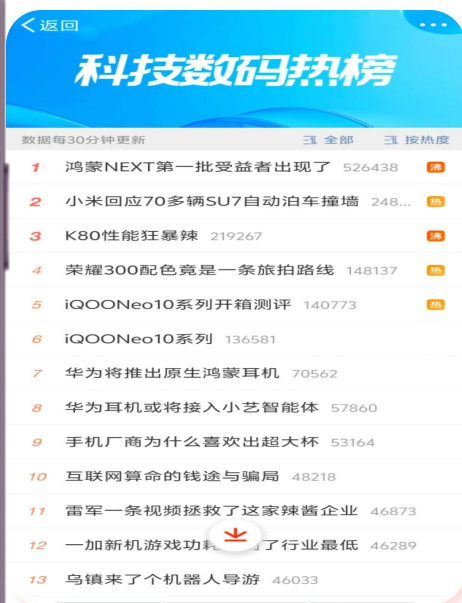 返回
科技数码热榜
数据每30分钟更新 全部 按热度
1 鸿蒙NEXT第一批受益者出现了 526438 沸
2 小米回应70多辆SU7自动泊车撞墙 248... 热
3 K80性能狂暴辣 219267 沸
4 荣耀300配色竟是一条旅拍路线 148137 热
5 iQOONeo10系列开箱测评 140773 热
6 iQOONeo10系列 136581
7 华为将推出原生鸿蒙耳机 70562
8 华为耳机或将接入小艺智能体 57860
9 手机厂商为什么喜欢出超大杯 53164
10 互联网算命的钱途与骗局 48218
11 雷军一条视频拯救了这家辣酱企业 46873
12 一加新机游戏功耗 了行业最低 46289
13 乌镇来了个机器人导游 46033